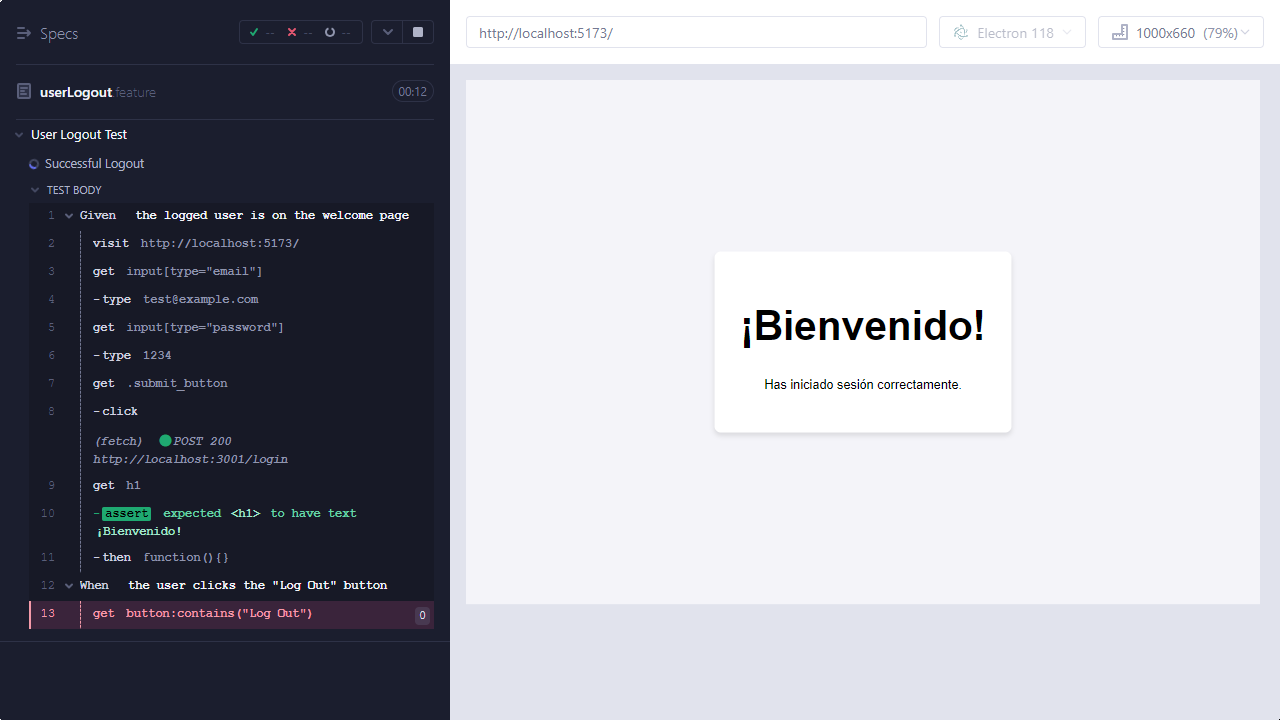 Specs
--
--
--
userLogout.feature
00:12
User Logout Test
Successful Logout
TEST BODY
1 Given the logged user is on the welcome page
2 visit http://localhost:5173/
3 get input[type="email"]
4 -type test@example.com
5 get input[type="password"]
6 -type 1234
7 get .submit_button
8 -click
(fetch) POST 200
http://localhost:3001/login
9 get h1
10 -assert expected <h1> to have text
¡Bienvenido!
11 -then function(){}
12 When the user clicks the "Log Out" button
13 get button:contains("Log Out") 0
http://localhost:5173/
Electron 118
1000x660 (79%)
¡Bienvenido!
Has iniciado sesión correctamente.